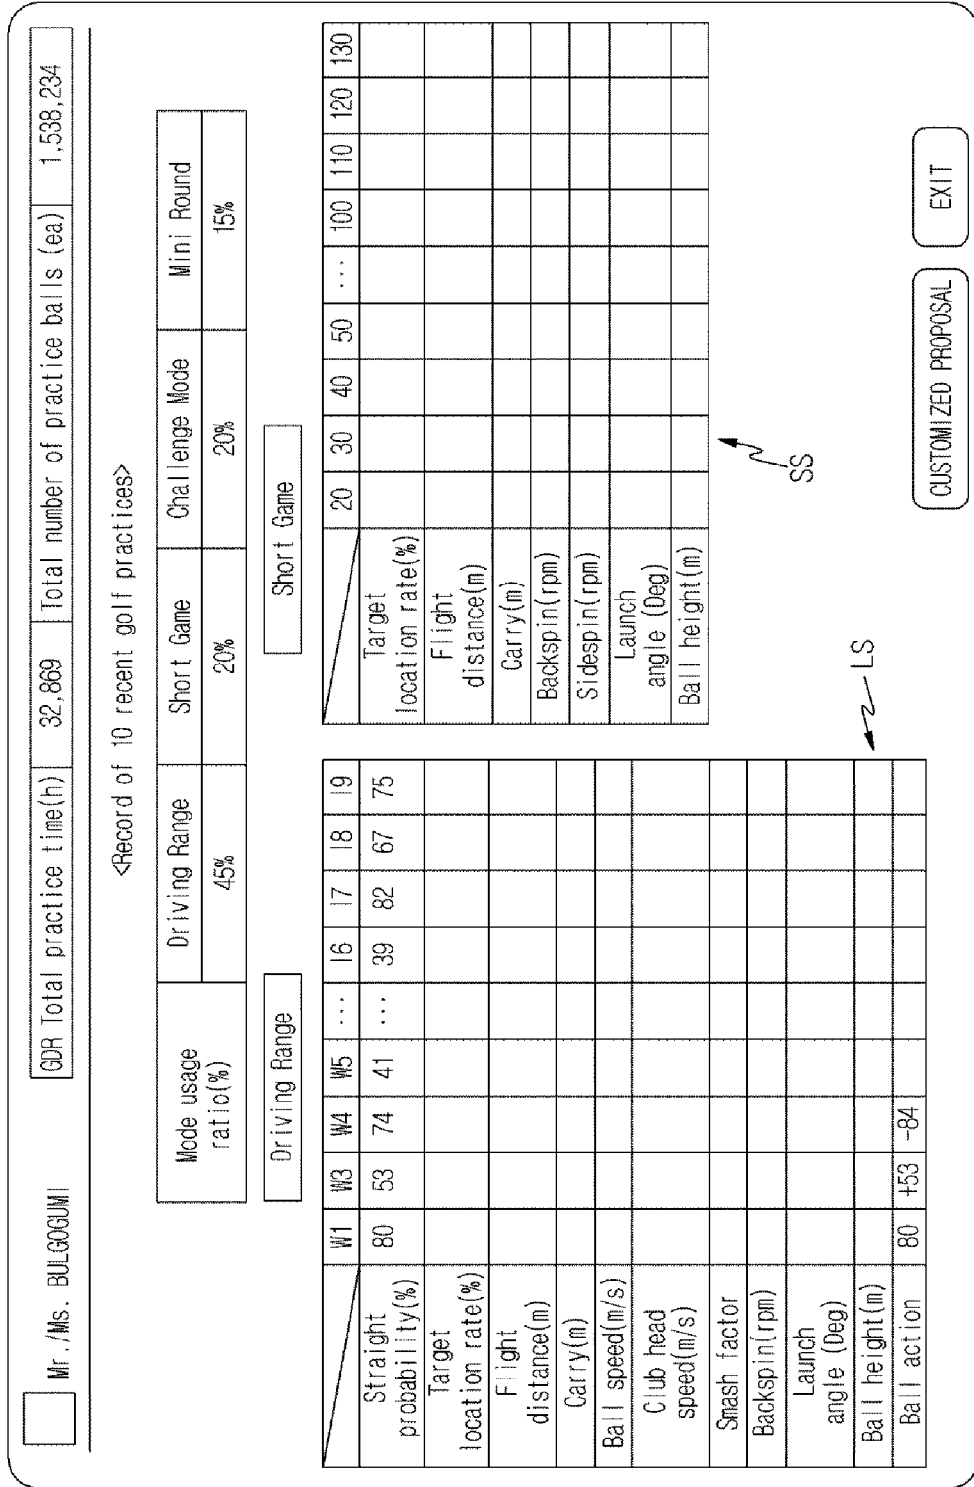 Mr./Ms. BULGOGUMI
GDR Total practice time(h) 32,869 Total number of practice balls (ea) 1,538,234
<Record of 10 recent golf practices>
Mode usage ratio(%) Driving Range Short Game Challenge Mode Mini Round
45% 20% 20% 15%
Driving Range
W1 W3 W4 W5 ... I6 I7 I8 I9
Straight probability(%) 80 53 74 41 ... 39 82 67 75
Target location rate(%)
Flight distance(m)
Carry(m)
Ball speed(m/s)
Club head speed(m/s)
Smash factor
Backspin(rpm)
Launch angle (Deg)
Ball height(m)
Ball action 80 +53 -84
LS
Short Game
20 30 40 50 ... 100 110 120 130
Target location rate(%)
Flight distance(m)
Carry(m)
Backspin(rpm)
Sidespin(rpm)
Launch angle (Deg)
Ball height(m)
SS
CUSTOMIZED PROPOSAL
EXIT